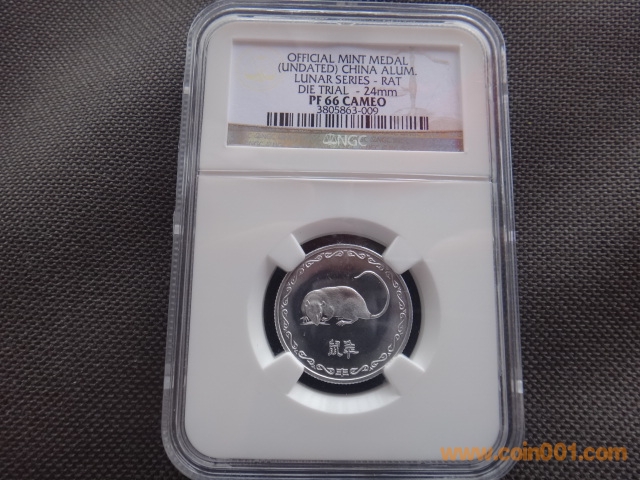 OFFICIAL MINT MEDAL
(UNDATED) CHINA ALUM.
LUNAR SERIES - RAT
DIE TRIAL - 24mm
PF 66 CAMEO
3805863-009
NGC
鼠年
www.coin001.com